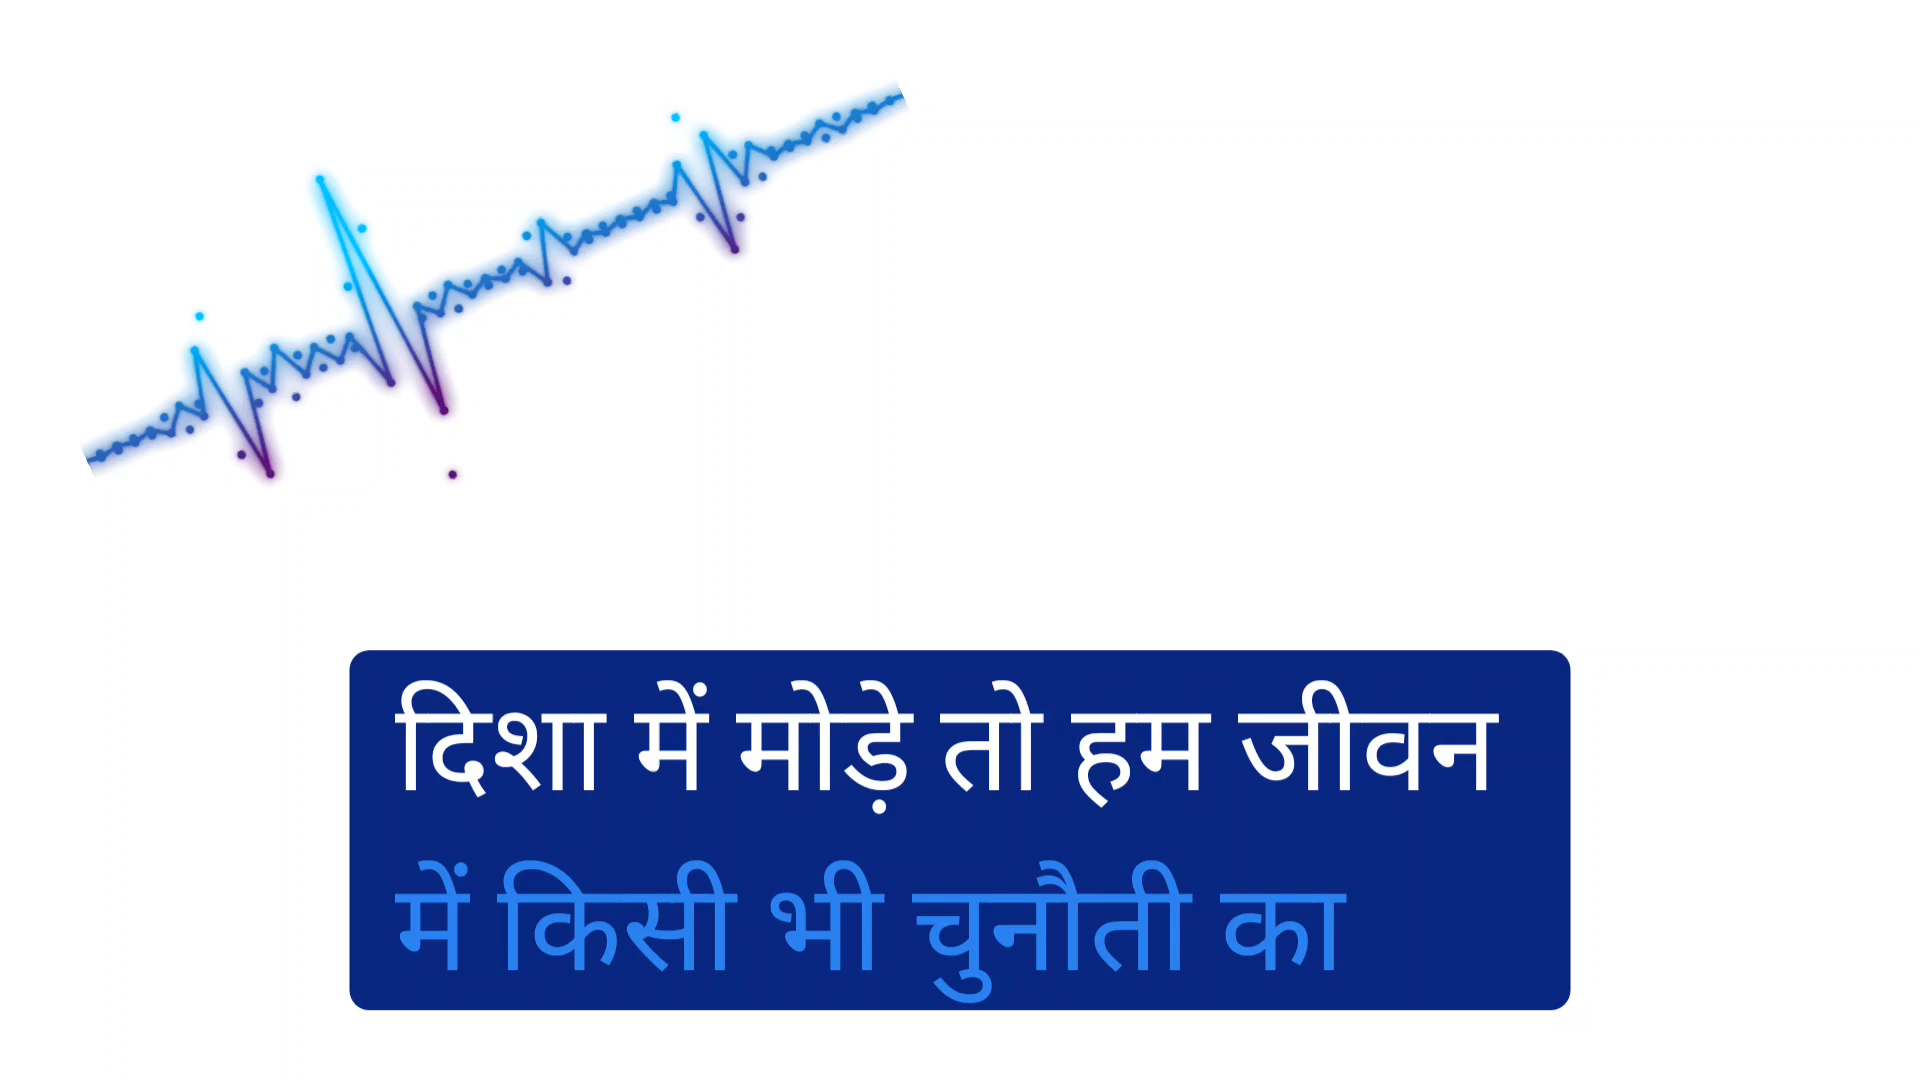 दिशा में मोड़े तो हम जीवन
में किसी भी चुनौती का